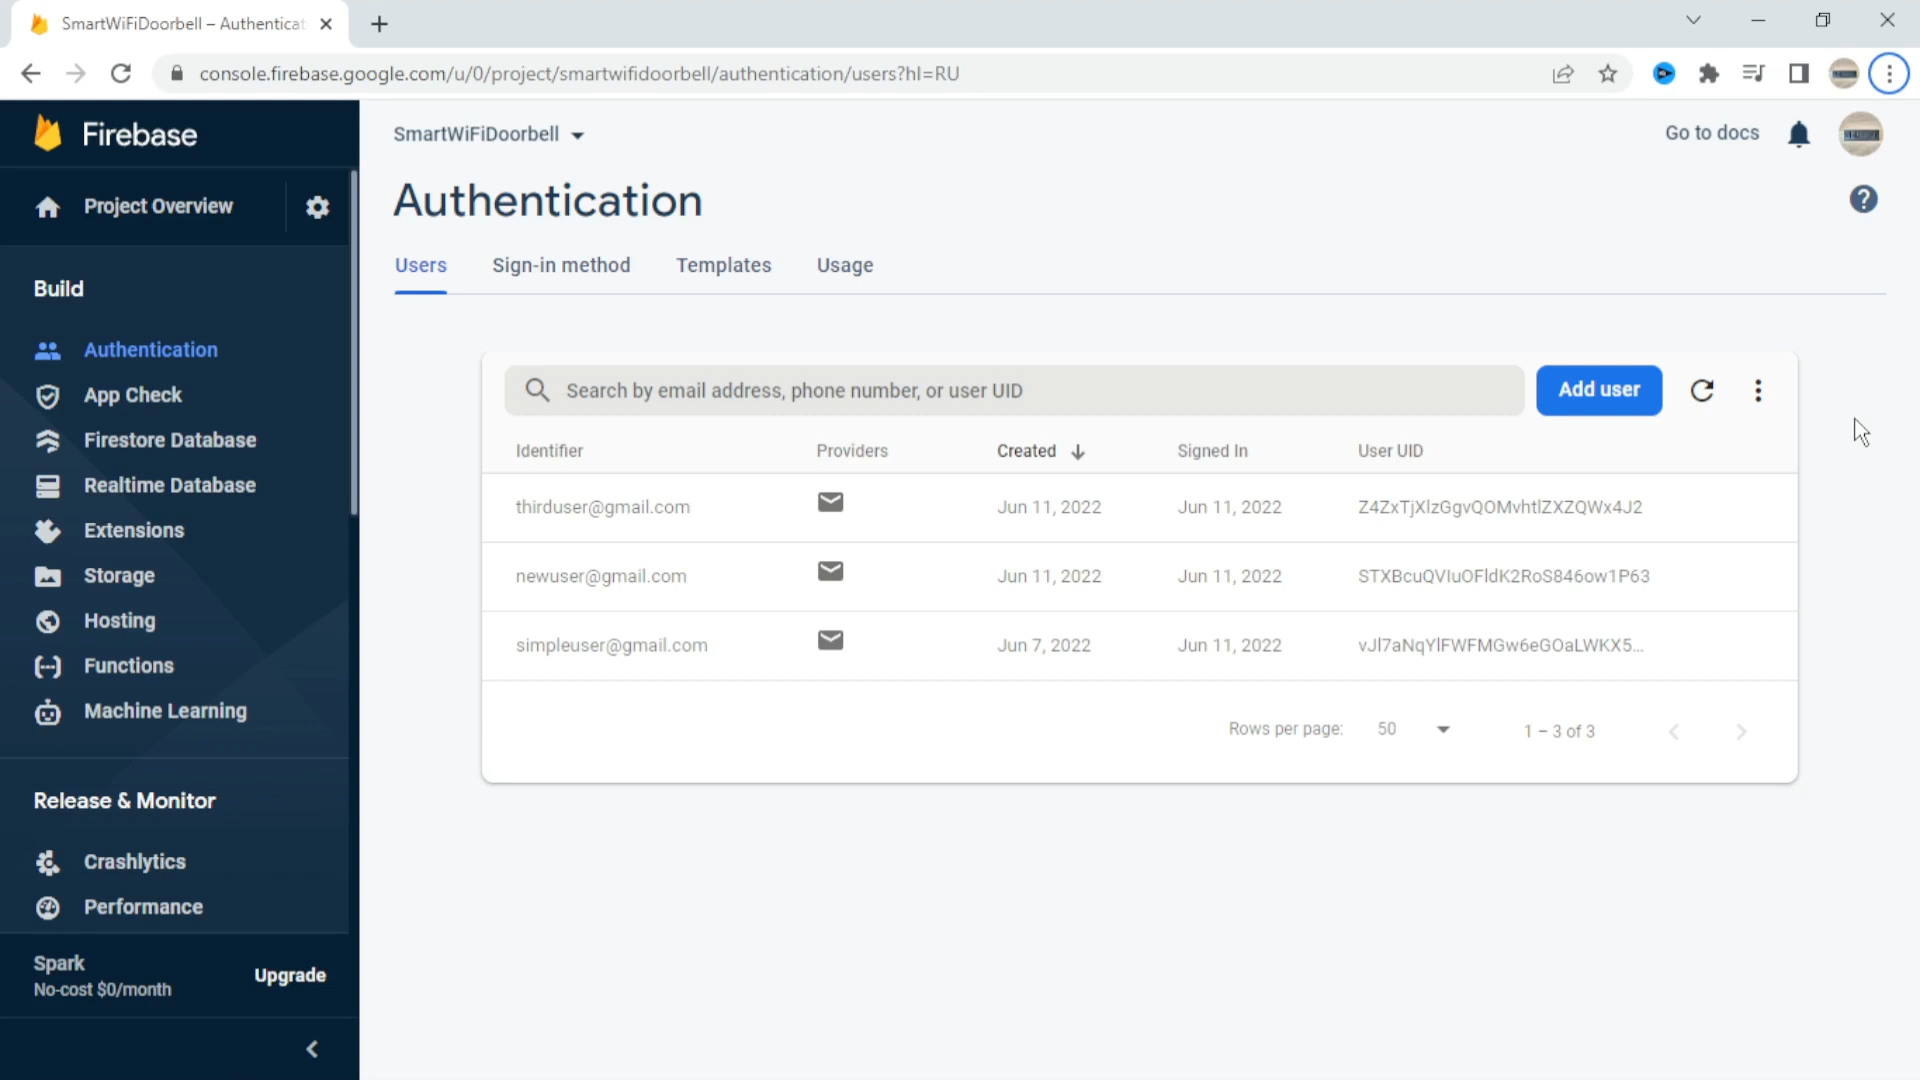 SmartWiFiDoorbell – Authenticat
console.firebase.google.com/u/0/project/smartwifidoorbell/authentication/users?hl=RU
Firebase
SmartWiFiDoorbell
Go to docs
Project Overview
Authentication
Users
Sign-in method
Templates
Usage
Build
Authentication
App Check
Firestore Database
Realtime Database
Extensions
Storage
Hosting
Functions
Machine Learning
Release & Monitor
Crashlytics
Performance
Spark
No-cost $0/month
Upgrade
Search by email address, phone number, or user UID
Add user
Identifier Providers Created Signed In User UID
thirduser@gmail.com Jun 11, 2022 Jun 11, 2022 Z4ZxTjXlzGgvQOMvhtlZXZQWx4J2
newuser@gmail.com Jun 11, 2022 Jun 11, 2022 STXBcuQVluOFldK2RoS846ow1P63
simpleuser@gmail.com Jun 7, 2022 Jun 11, 2022 vJl7aNqYlFWFMGw6eGOaLWKX5...
Rows per page: 50 1 – 3 of 3